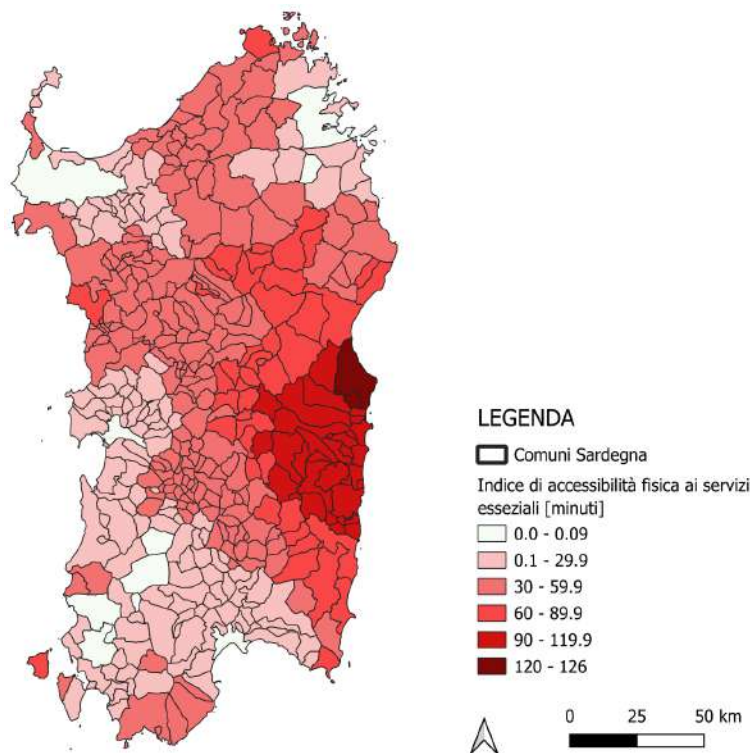 LEGENDA
Comuni Sardegna
Indice di accessibilità fisica ai servizi
esseziali [minuti]
0.0 - 0.09
0.1 - 29.9
30 - 59.9
60 - 89.9
90 - 119.9
120 - 126
0 25 50 km